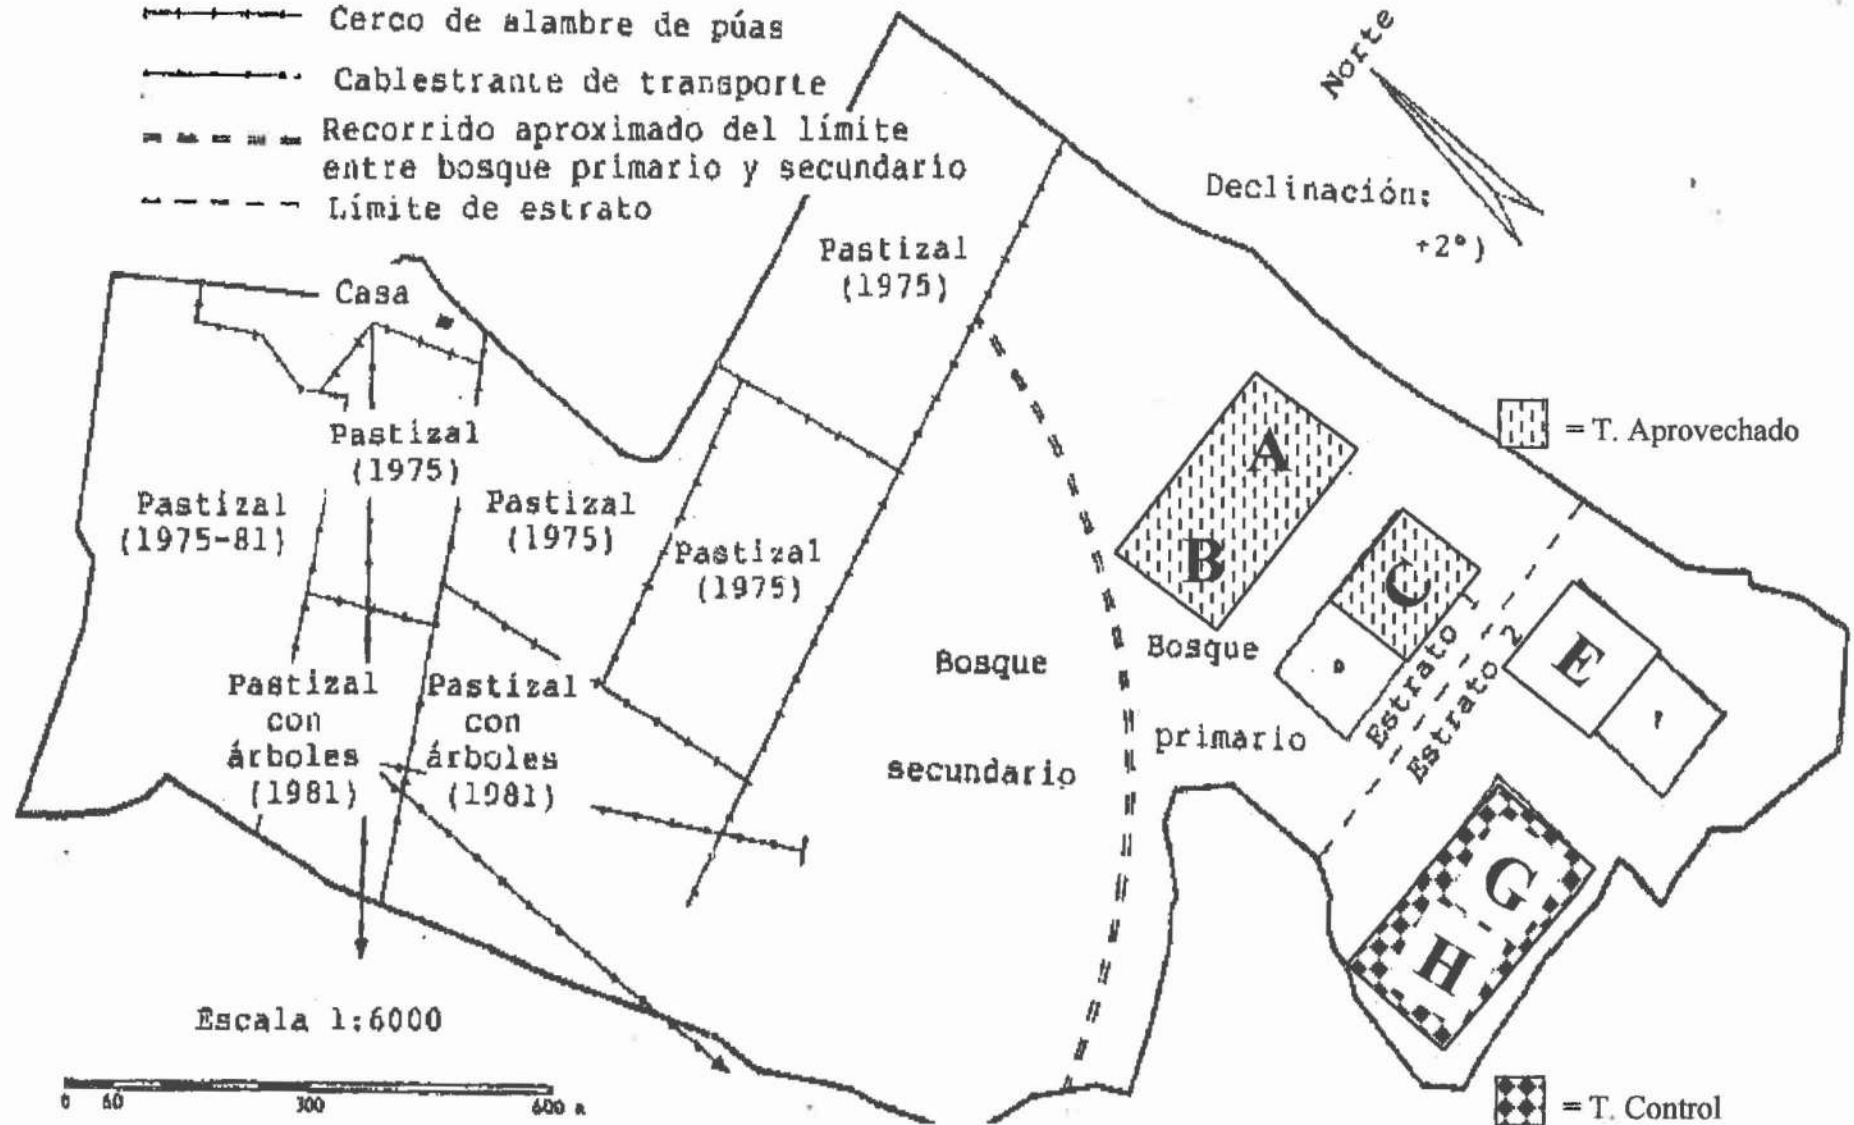 Cerco de alambre de púas
Cablestrante de transporte
Recorrido aproximado del límite
entre bosque primario y secundario
Límite de estrato
Norte
Declinación:
+2°)
Casa
Pastizal
(1975)
Pastizal
(1975)
Pastizal
(1975-81)
Pastizal
(1975)
Pastizal
(1975)
A
B
C
D
E
F
G
H
= T. Aprovechado
Bosque
secundario
Bosque
primario
Estrato
Estrato 2
Pastizal
con
árboles
(1981)
Pastizal
con
árboles
(1981)
Escala 1:6000
0 60 300 600 m
= T. Control